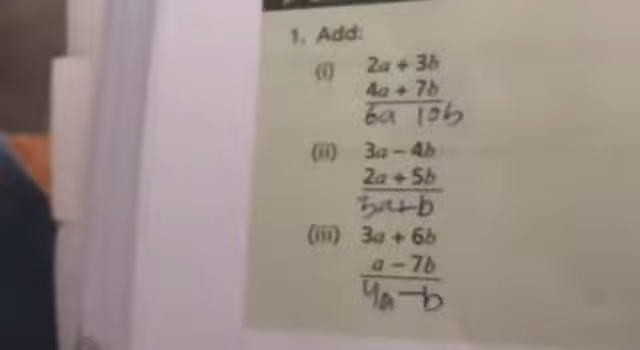 1. Add:
(i) 2a + 3b
4a + 7b
6a 10b
(ii) 3a – 4b
2a + 5b
5a+b
(iii) 3a + 6b
a – 7b
4a – b